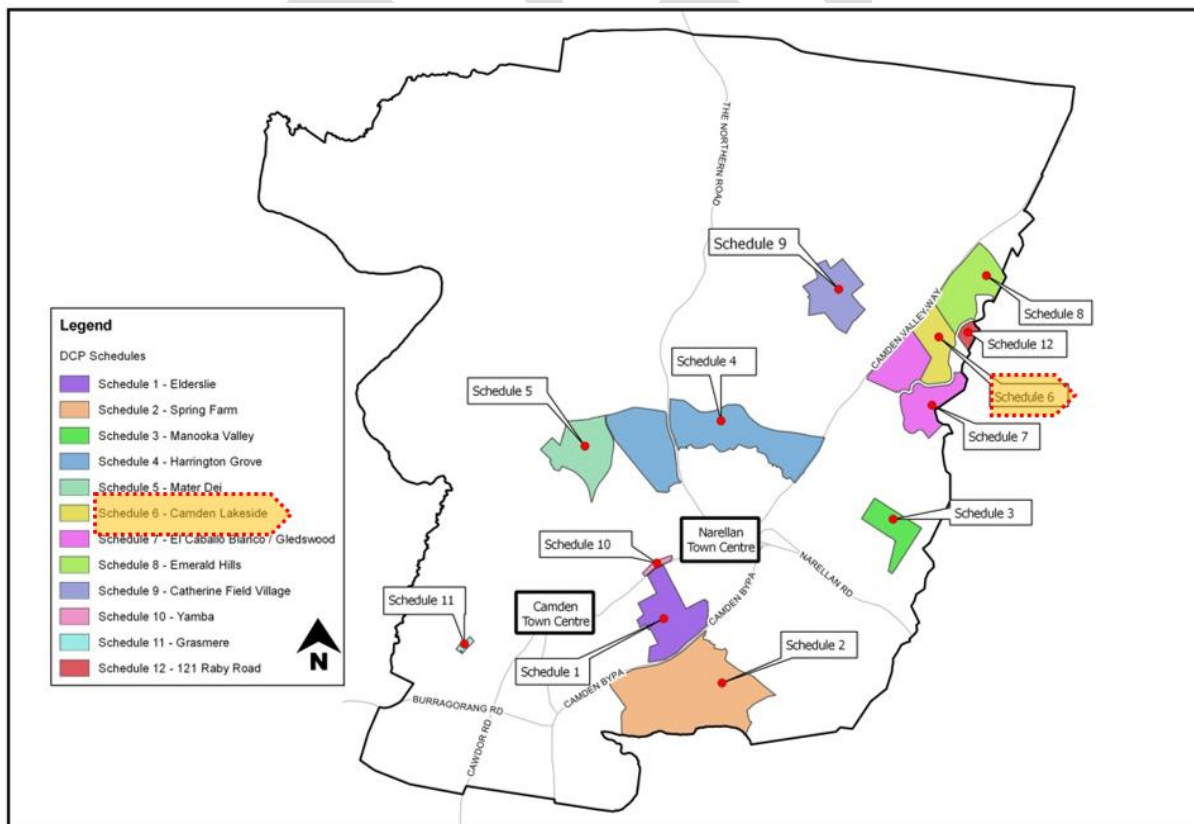 THE NORTHERN ROAD
Schedule 9
CAMDEN VALLEY WAY
Schedule 8
Schedule 12
Schedule 4
Schedule 5
Schedule 6
Schedule 7
Legend
DCP Schedules
Schedule 1 - Elderslie
Schedule 2 - Spring Farm
Schedule 3 - Manooka Valley
Schedule 4 - Harrington Grove
Schedule 5 - Mater Dei
Schedule 6 - Camden Lakeside
Schedule 7 - El Caballo Blanco / Gledswood
Schedule 8 - Emerald Hills
Schedule 9 - Catherine Field Village
Schedule 10 - Yamba
Schedule 11 - Grasmere
Schedule 12 - 121 Raby Road
N
Schedule 3
Narellan
Town Centre
Schedule 10
NARELLAN RD
Schedule 11
Camden
Town Centre
CAMDEN BYPA
Schedule 2
Schedule 1
CAMDEN BYPA
BURRAGORANG RD
CAWDOR RD